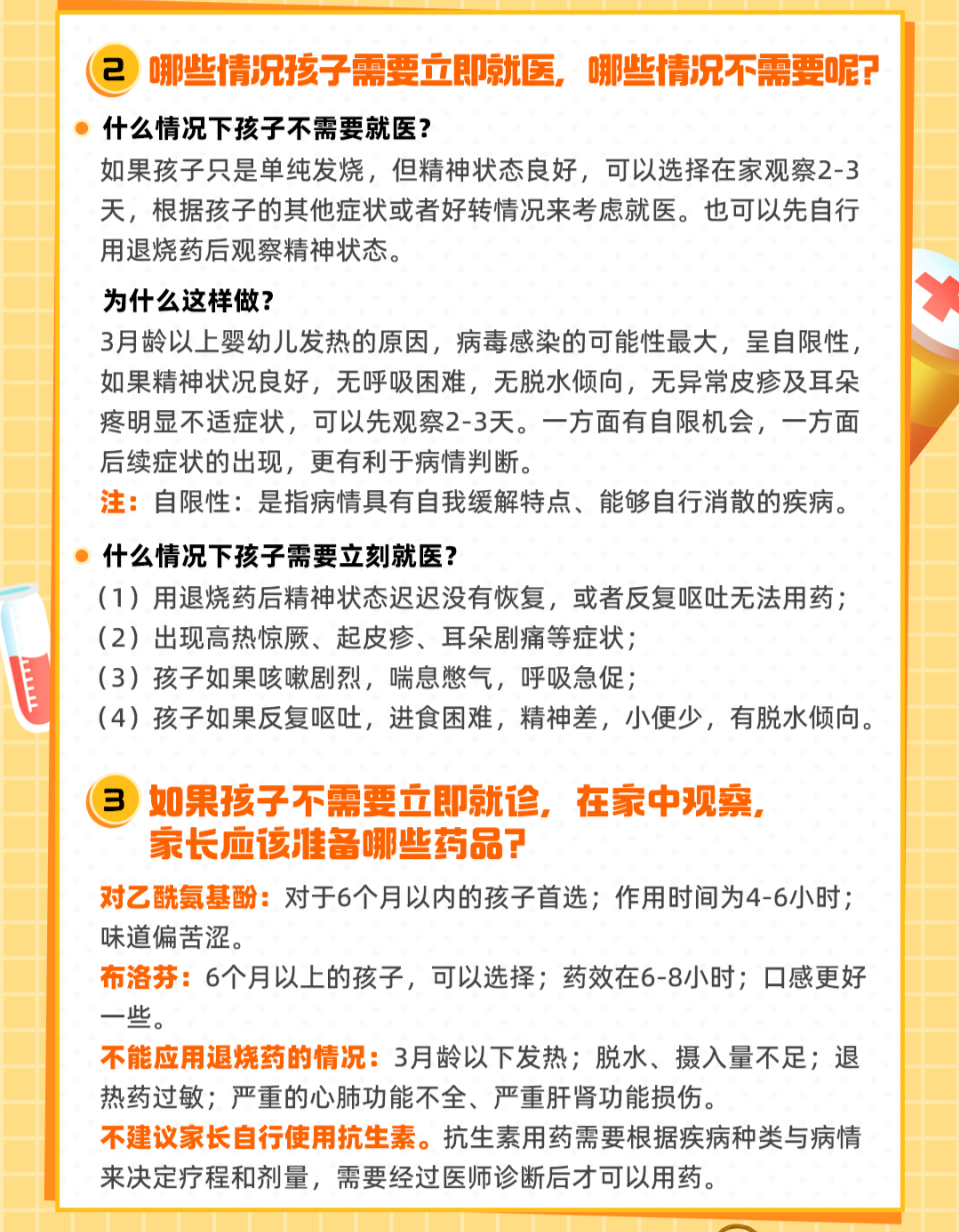 2 哪些情况孩子需要立即就医，哪些情况不需要呢？
什么情况下孩子不需要就医？
如果孩子只是单纯发烧，但精神状态良好，可以选择在家观察2-3
天，根据孩子的其他症状或者好转情况来考虑就医。也可以先自行
用退烧药后观察精神状态。
为什么这样做？
3月龄以上婴幼儿发热的原因，病毒感染的可能性最大，呈自限性，
如果精神状况良好，无呼吸困难，无脱水倾向，无异常皮疹及耳朵
疼明显不适症状，可以先观察2-3天。一方面有自限机会，一方面
后续症状的出现，更有利于病情判断。
注：自限性：是指病情具有自我缓解特点、能够自行消散的疾病。
什么情况下孩子需要立刻就医？
（1）用退烧药后精神状态迟迟没有恢复，或者反复呕吐无法用药；
（2）出现高热惊厥、起皮疹、耳朵剧痛等症状；
（3）孩子如果咳嗽剧烈，喘息憋气，呼吸急促；
（4）孩子如果反复呕吐，进食困难，精神差，小便少，有脱水倾向。
3 如果孩子不需要立即就诊，在家中观察，
家长应该准备哪些药品？
对乙酰氨基酚：对于6个月以内的孩子首选；作用时间为4-6小时；
味道偏苦涩。
布洛芬：6个月以上的孩子，可以选择；药效在6-8小时；口感更好
一些。
不能应用退烧药的情况：3月龄以下发热；脱水、摄入量不足；退
热药过敏；严重的心肺功能不全、严重肝肾功能损伤。
不建议家长自行使用抗生素。抗生素用药需要根据疾病种类与病情
来决定疗程和剂量，需要经过医师诊断后才可以用药。